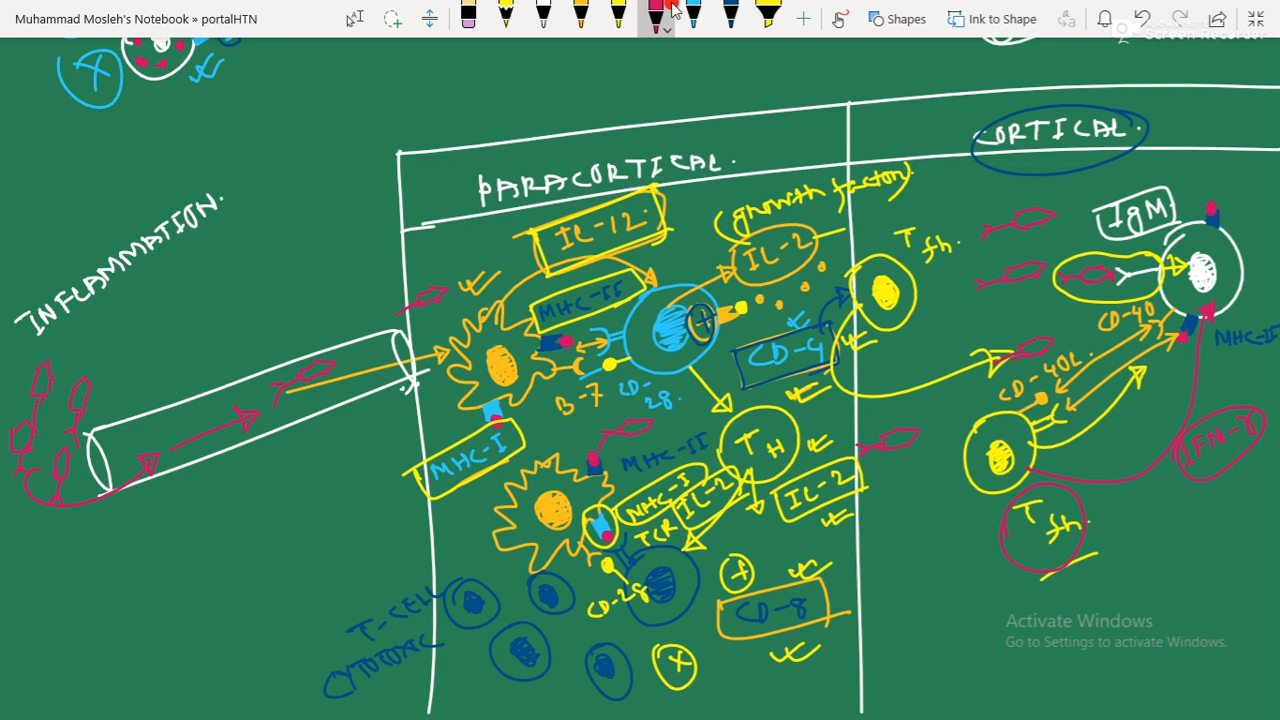 Muhammad Mosleh's Notebook » portalHTN
Shapes
Ink to Shape
Screen Recorder
INFLAMMATION.
PARACORTICAL.
CORTICAL.
(growth factor)
IL-12
IL-2
Tfh.
IgM
MHC-II
CD-4
CD-40
MHC-II
B-7
CD-28.
CD-40L
MHC-I
MHC-II
TH
IFN-γ
MHC-I
IL-2
IL-2
TCR
Tfh.
+
CD-28
CD-8
T-CELL
CYTOTOXIC
Activate Windows
Go to Settings to activate Windows.